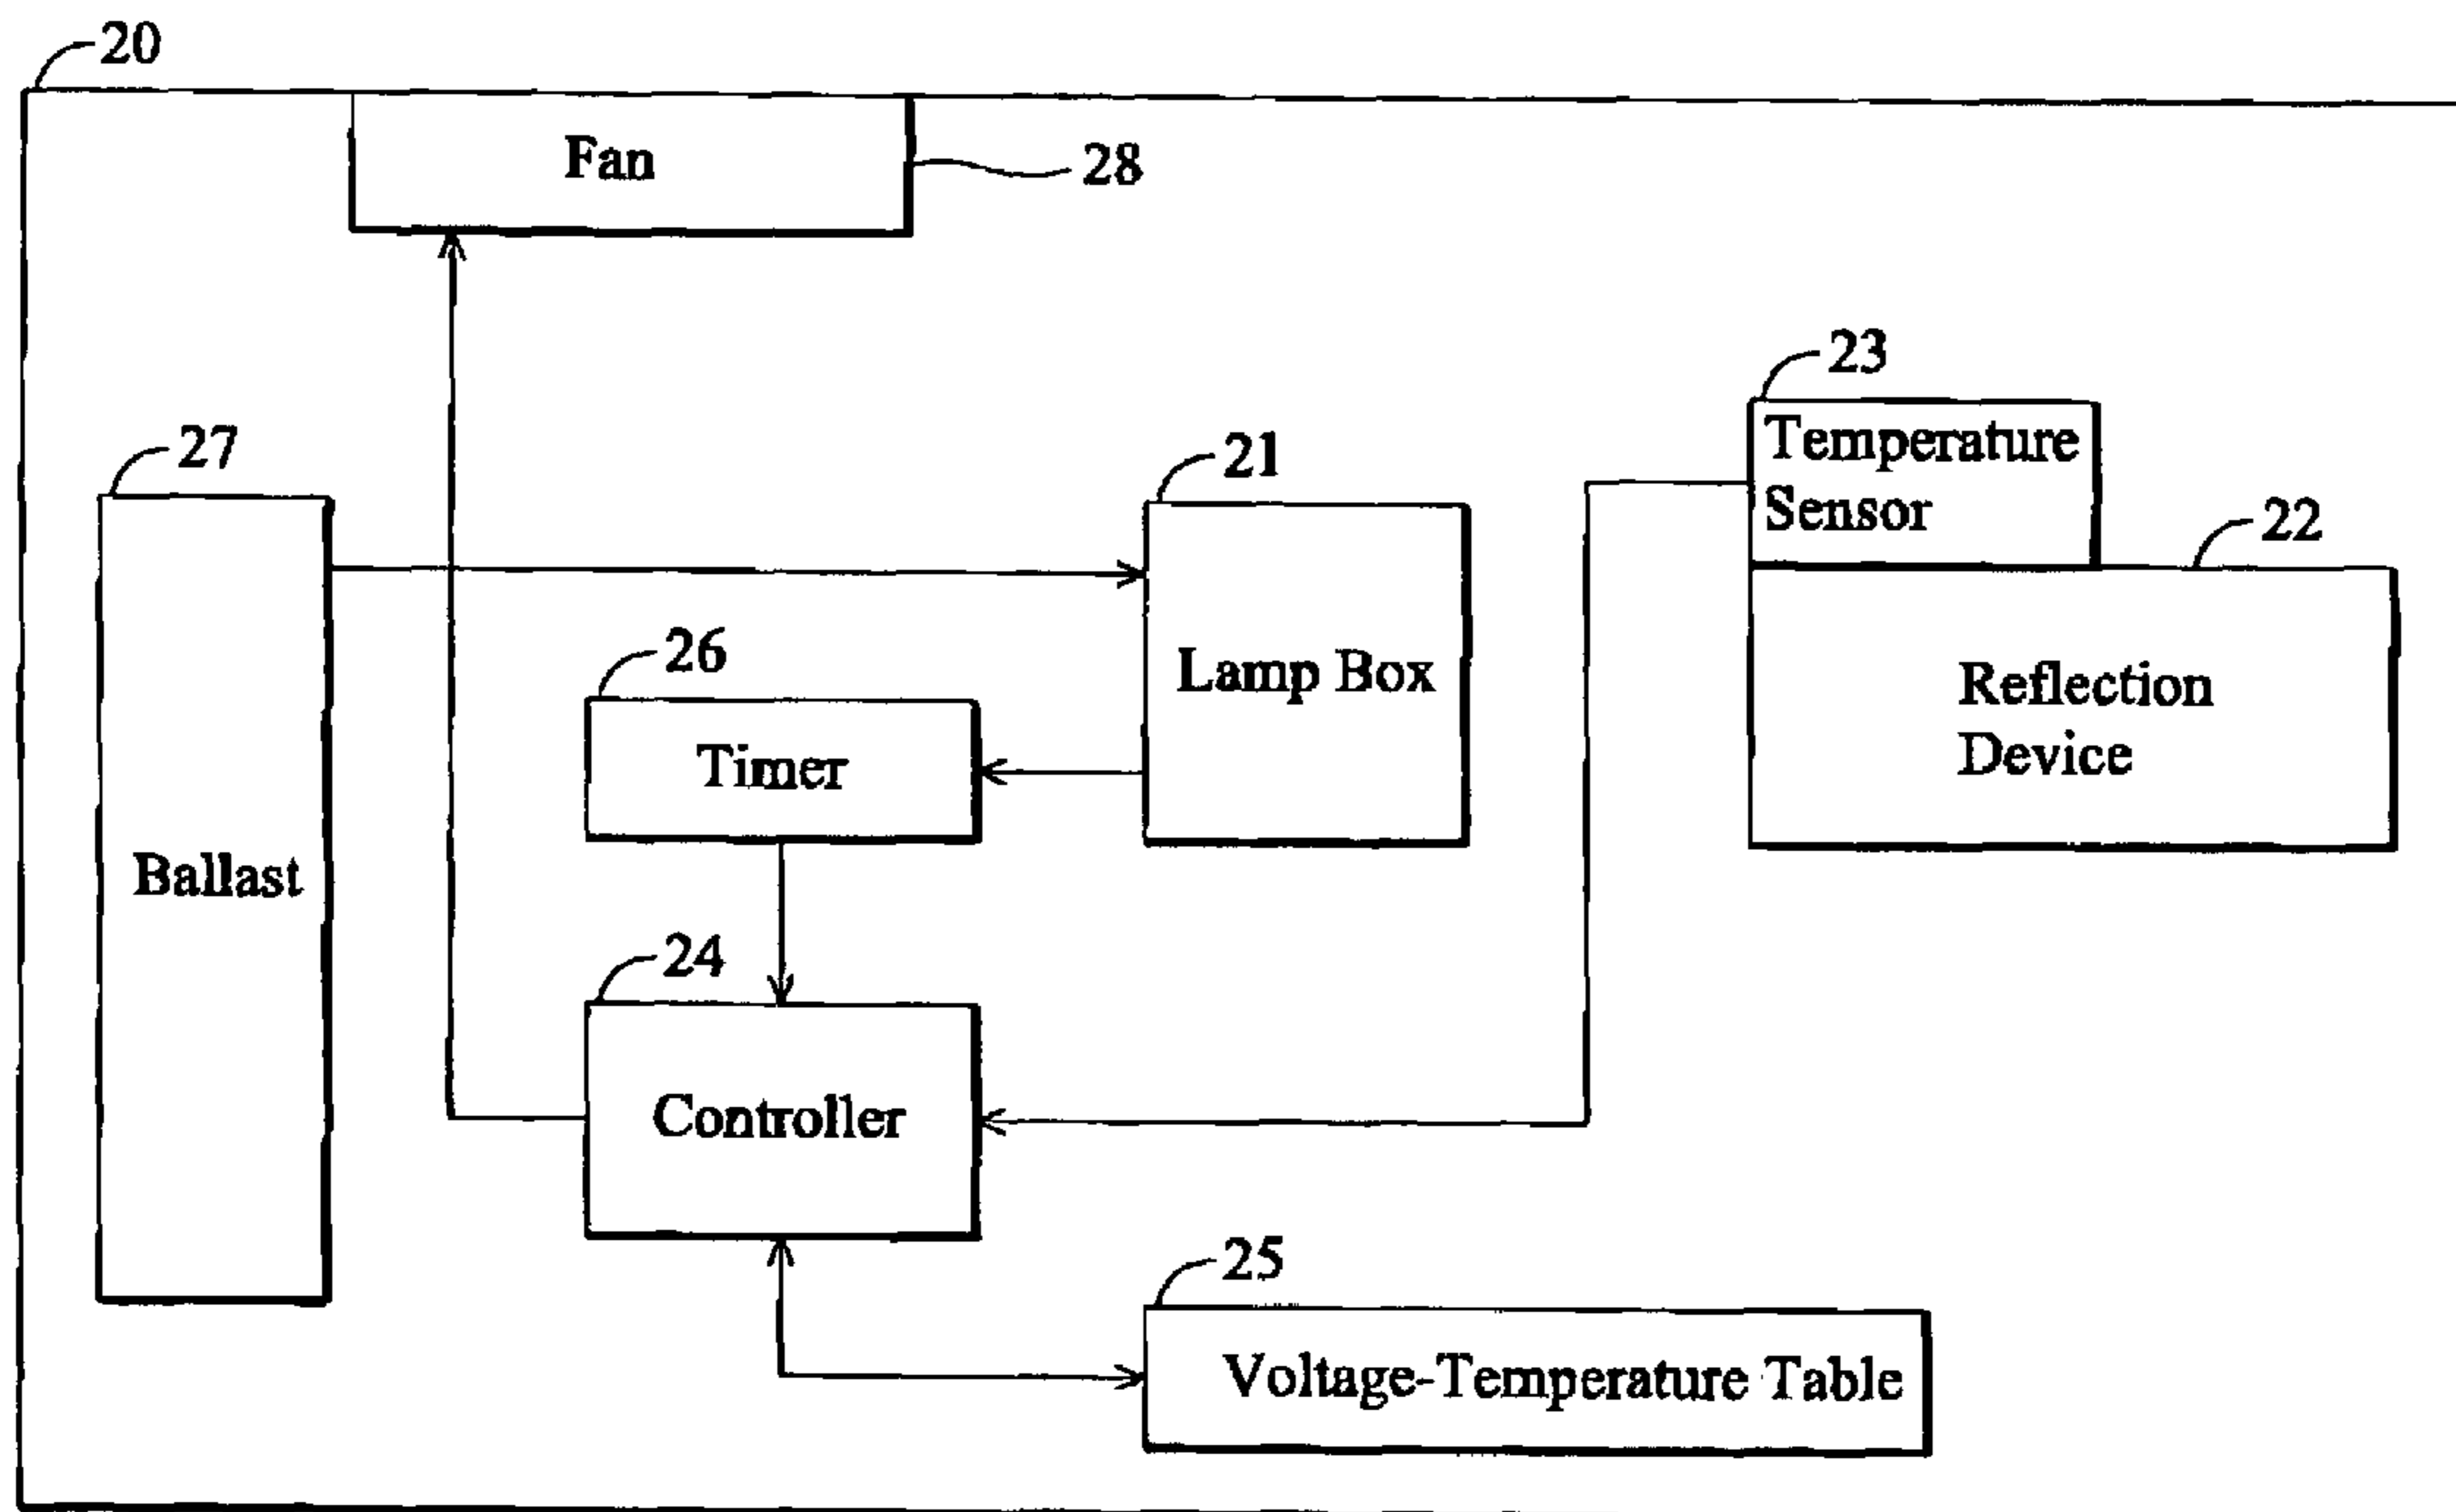 20
Fan
28
23
Temperature
Sensor
27
21
22
26
Lamp Box
Reflection
Device
Timer
Ballast
24
Controller
25
Voltage-Temperature Table